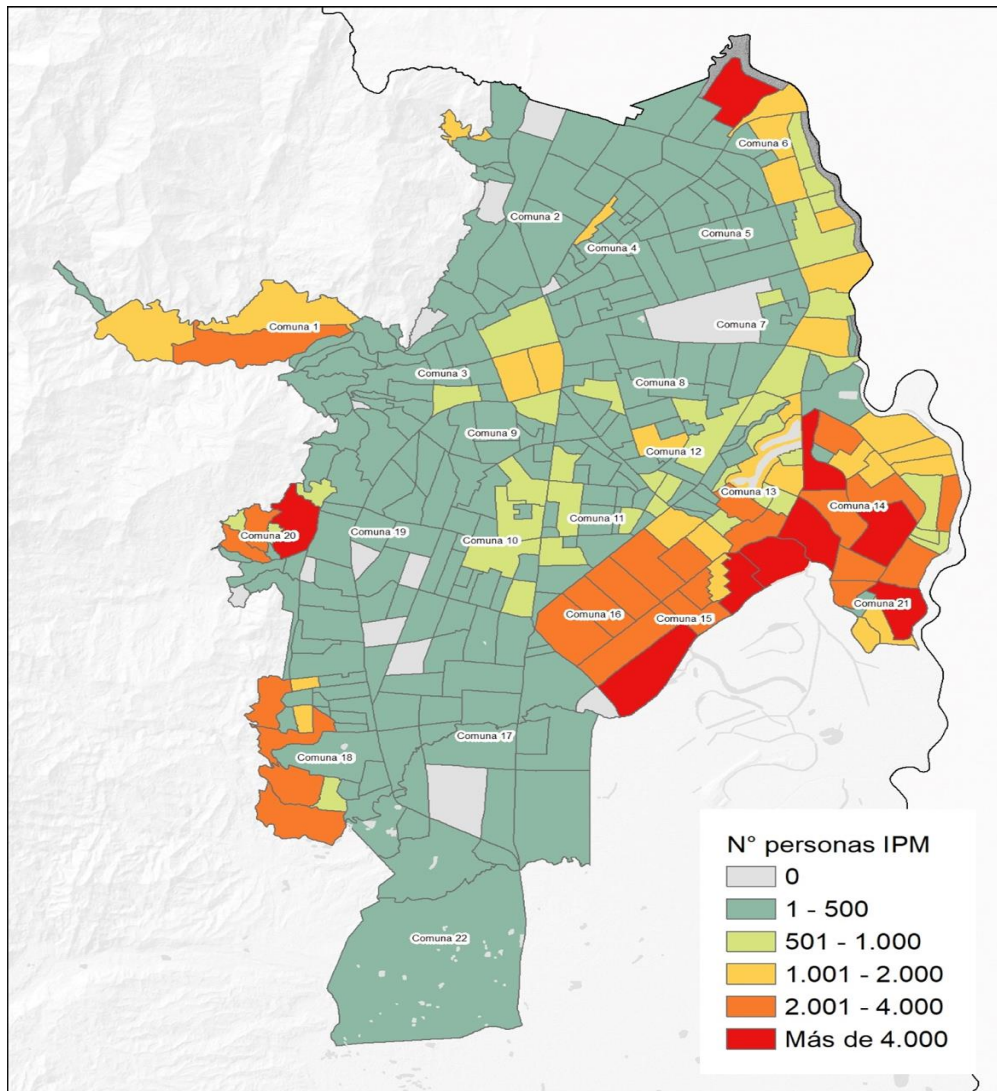 Comuna 6
Comuna 2
Comuna 5
Comuna 4
Comuna 1
Comuna 7
Comuna 3
Comuna 8
Comuna 9
Comuna 12
Comuna 13
Comuna 14
Comuna 11
Comuna 20
Comuna 19
Comuna 10
Comuna 21
Comuna 16
Comuna 15
Comuna 17
Comuna 18
Comuna 22
N° personas IPM
0
1 - 500
501 - 1.000
1.001 - 2.000
2.001 - 4.000
Más de 4.000